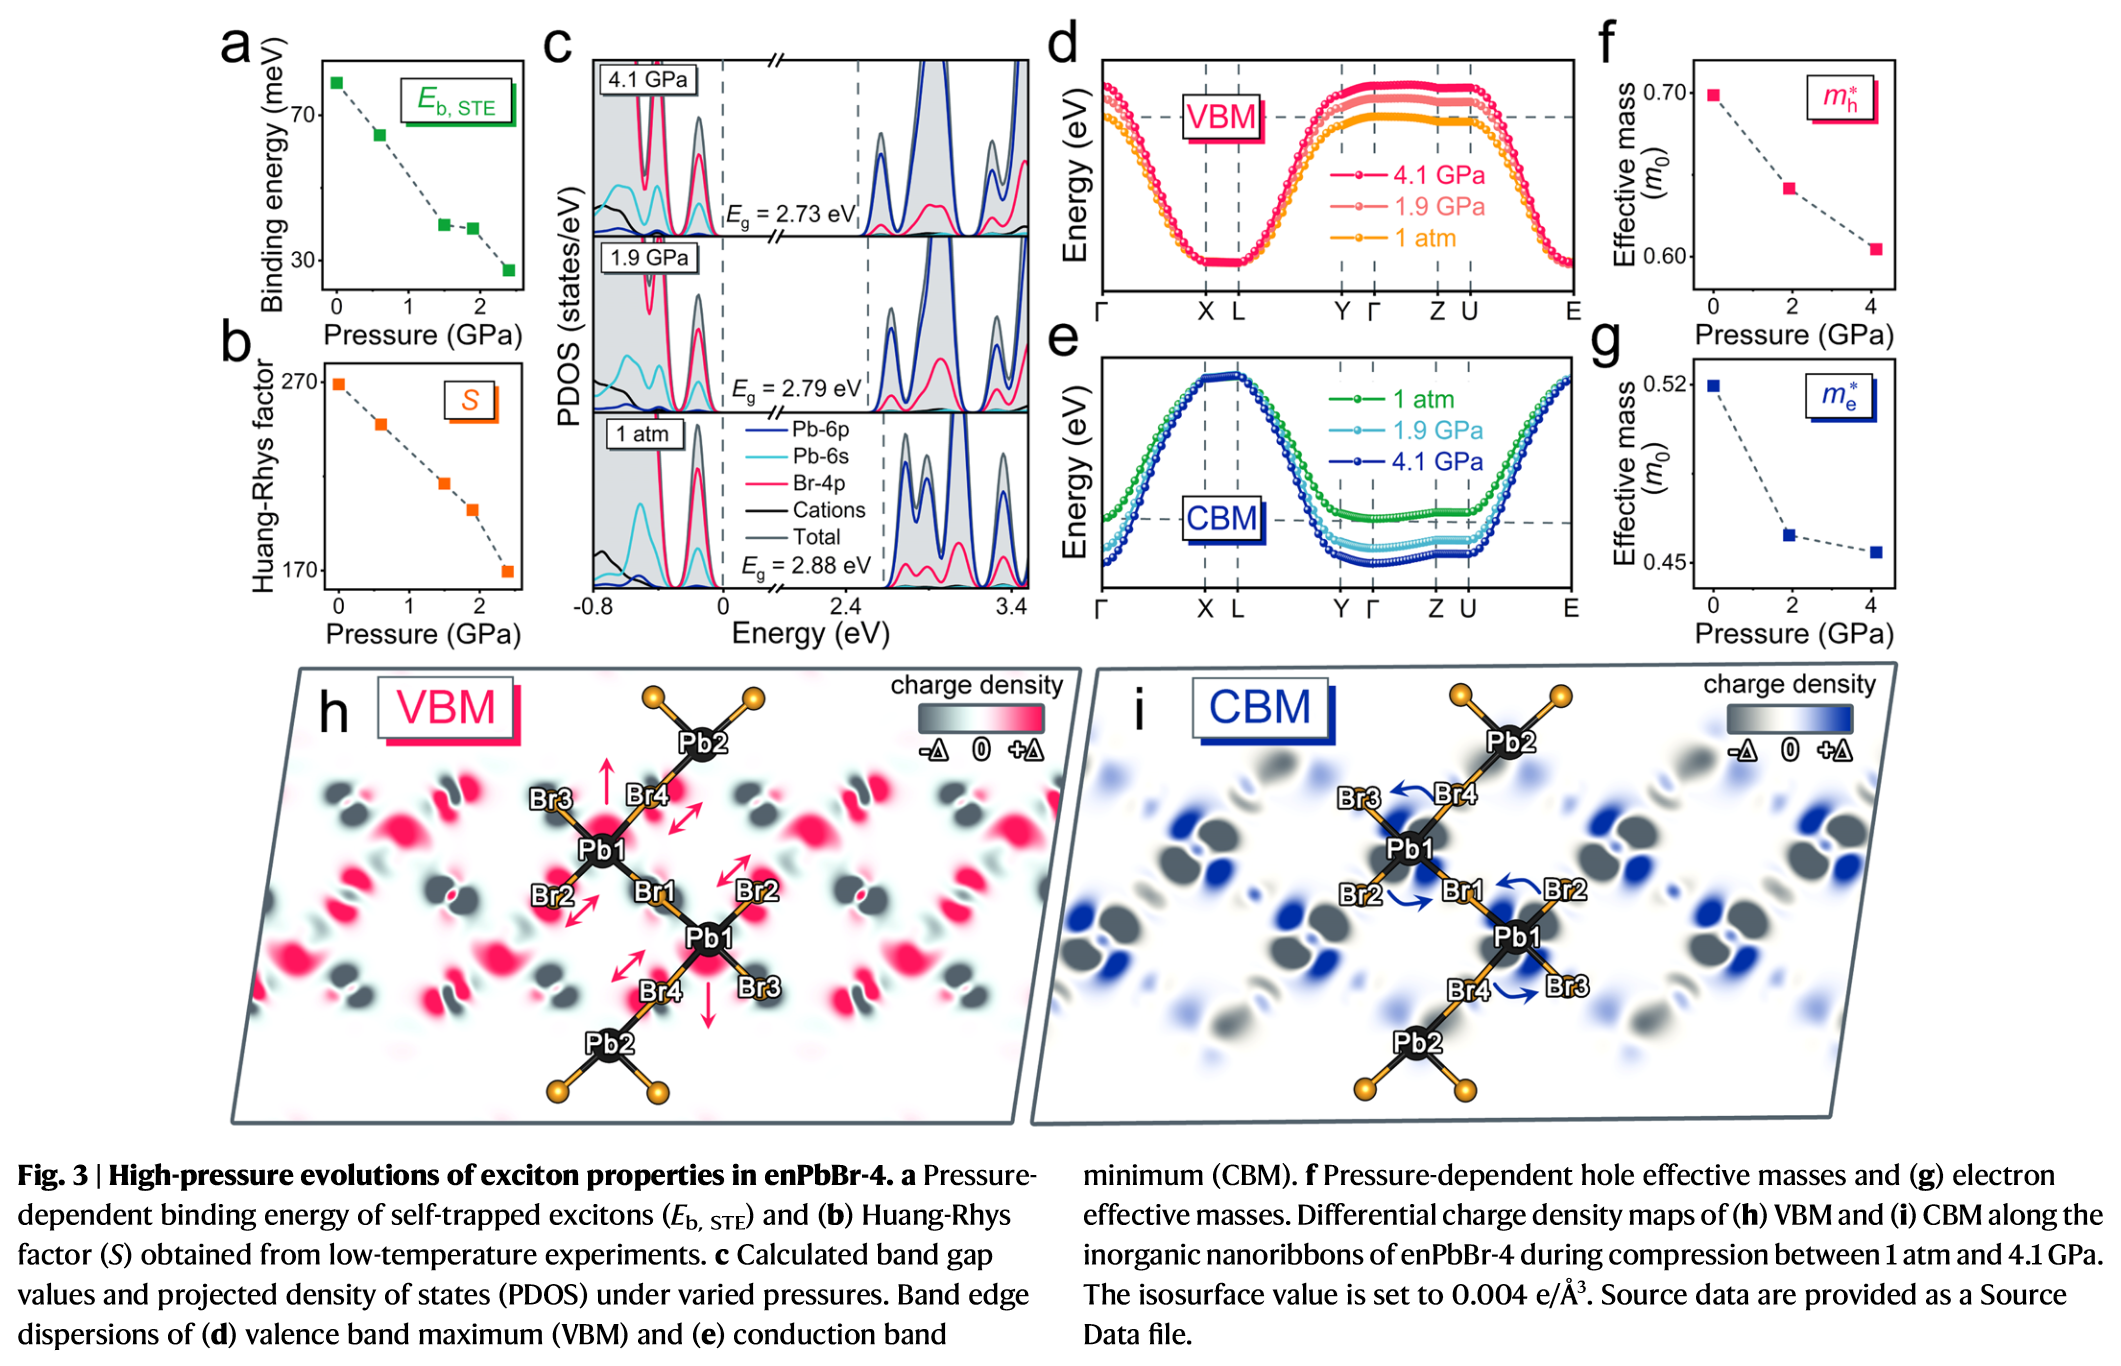 a
Binding energy (meV)
70
30
E_b, STE
0 1 2
Pressure (GPa)
b
Huang-Rhys factor
270
170
S
0 1 2
Pressure (GPa)
c
PDOS (states/eV)
4.1 GPa
E_g = 2.73 eV
1.9 GPa
E_g = 2.79 eV
1 atm
Pb-6p
Pb-6s
Br-4p
Cations
Total
E_g = 2.88 eV
-0.8 0 2.4 3.4
Energy (eV)
d
Energy (eV)
VBM
4.1 GPa
1.9 GPa
1 atm
Γ X L Y Γ Z U E
e
Energy (eV)
CBM
1 atm
1.9 GPa
4.1 GPa
Γ X L Y Γ Z U E
f
Effective mass
(m₀)
0.70
0.60
m*_h
0 2 4
Pressure (GPa)
g
Effective mass
(m₀)
0.52
0.45
m*_e
0 2 4
Pressure (GPa)
h
VBM
charge density
-Δ 0 +Δ
Pb2
Br3 Br4
Pb1
Br2 Br1 Br2
Pb1
Br4 Br3
Pb2
i
CBM
charge density
-Δ 0 +Δ
Pb2
Br3 Br4
Pb1
Br2 Br1 Br2
Pb1
Br4 Br3
Pb2
Fig. 3 | High-pressure evolutions of exciton properties in enPbBr-4. a Pressure-
dependent binding energy of self-trapped excitons (E_b, STE) and (b) Huang-Rhys
factor (S) obtained from low-temperature experiments. c Calculated band gap
values and projected density of states (PDOS) under varied pressures. Band edge
dispersions of (d) valence band maximum (VBM) and (e) conduction band
minimum (CBM). f Pressure-dependent hole effective masses and (g) electron
effective masses. Differential charge density maps of (h) VBM and (i) CBM along the
inorganic nanoribbons of enPbBr-4 during compression between 1 atm and 4.1 GPa.
The isosurface value is set to 0.004 e/Å³. Source data are provided as a Source
Data file.